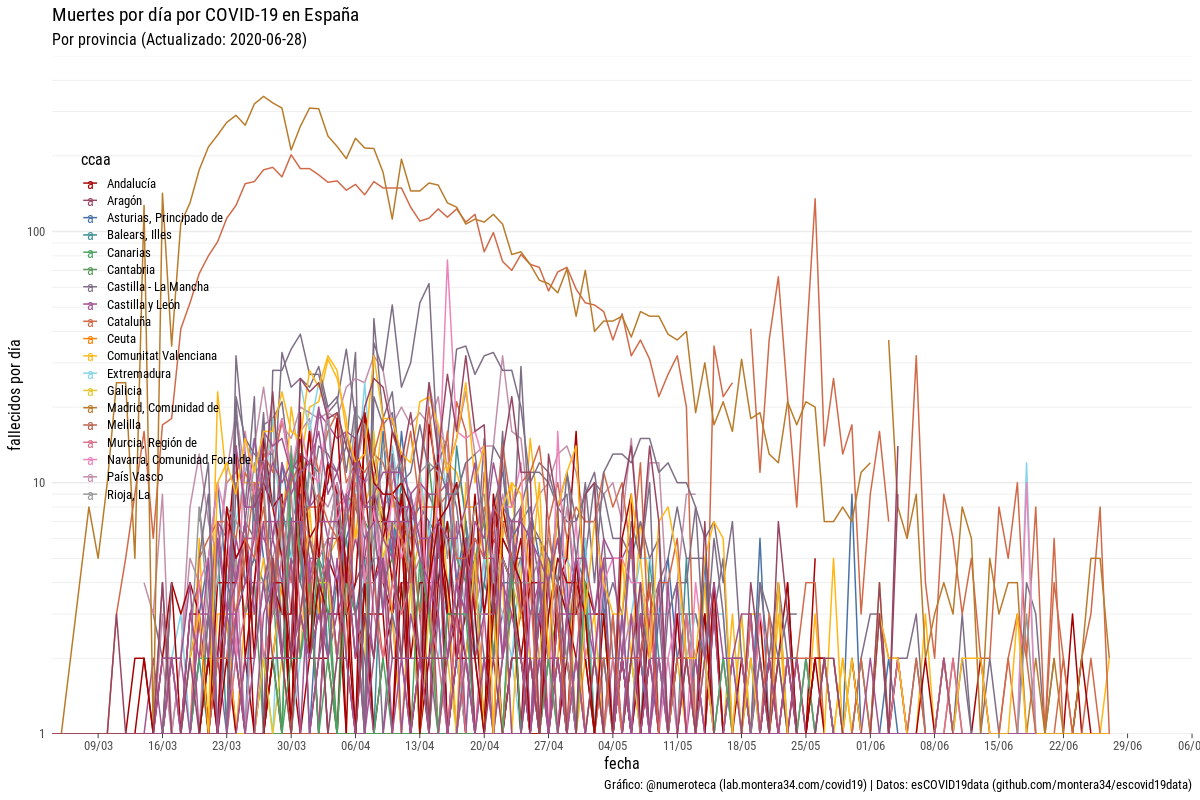 Muertes por día por COVID-19 en España
Por provincia (Actualizado: 2020-06-28)
fallecidos por día
100
10
1
ccaa
Andalucía
Aragón
Asturias, Principado de
Balears, Illes
Canarias
Cantabria
Castilla - La Mancha
Castilla y León
Cataluña
Ceuta
Comunitat Valenciana
Extremadura
Galicia
Madrid, Comunidad de
Melilla
Murcia, Región de
Navarra, Comunidad Foral de
País Vasco
Rioja, La
09/03 16/03 23/03 30/03 06/04 13/04 20/04 27/04 04/05 11/05 18/05 25/05 01/06 08/06 15/06 22/06 29/06 06/0
fecha
Gráfico: @numeroteca (lab.montera34.com/covid19) | Datos: esCOVID19data (github.com/montera34/escovid19data)